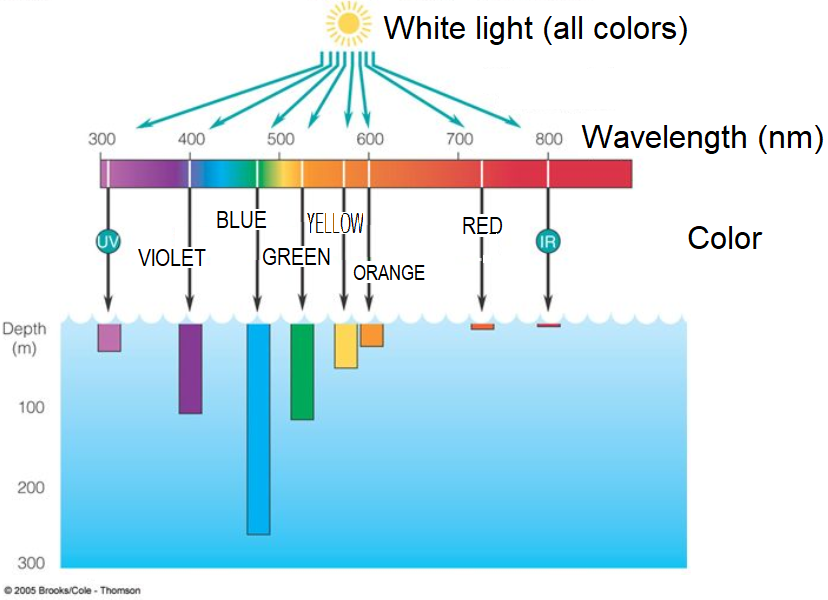 White light (all colors)
300 400 500 600 700 800 Wavelength (nm)
BLUE YELLOW RED
UV IR Color
VIOLET GREEN
ORANGE
Depth
(m)
100
200
300
© 2005 Brooks/Cole - Thomson